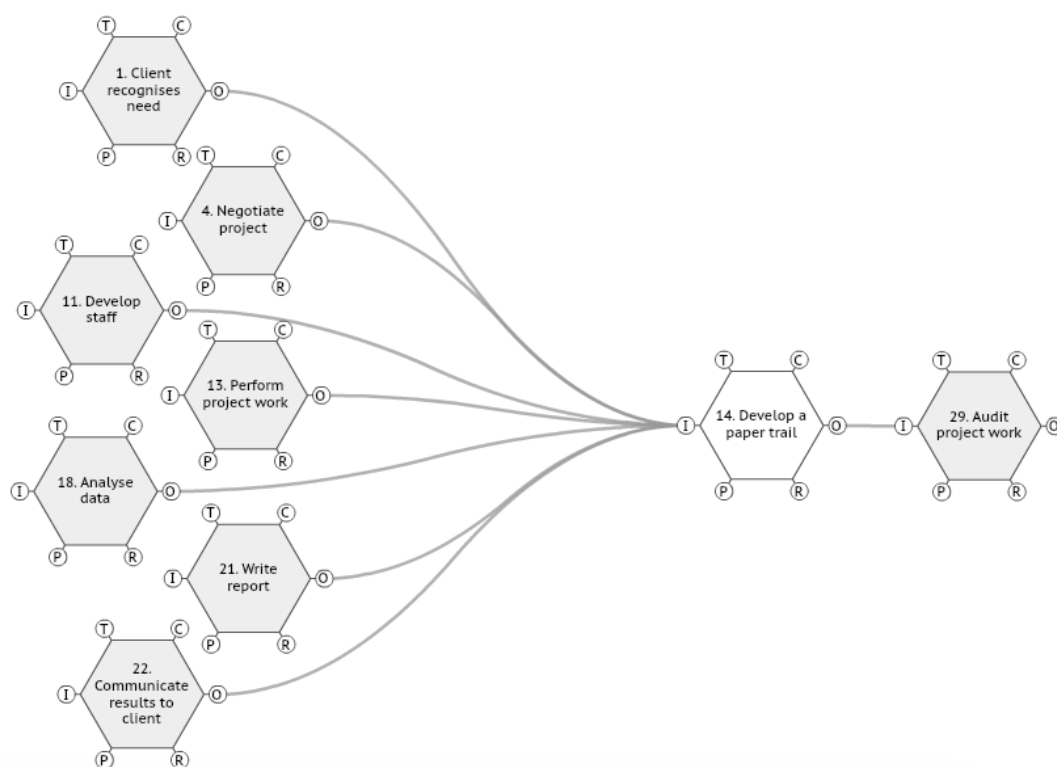 T C
1. Client
recognises
need
I O
P R
T C
4. Negotiate
project
I O
P R
T C
11. Develop
staff
I O
P R
T C
13. Perform
project work
I O
P R
T C
18. Analyse
data
I O
P R
T C
21. Write
report
I O
P R
T C
22.
Communicate
results to
client
I O
P R
T C
14. Develop a
paper trail
I O
P R
T C
29. Audit
project work
I O
P R